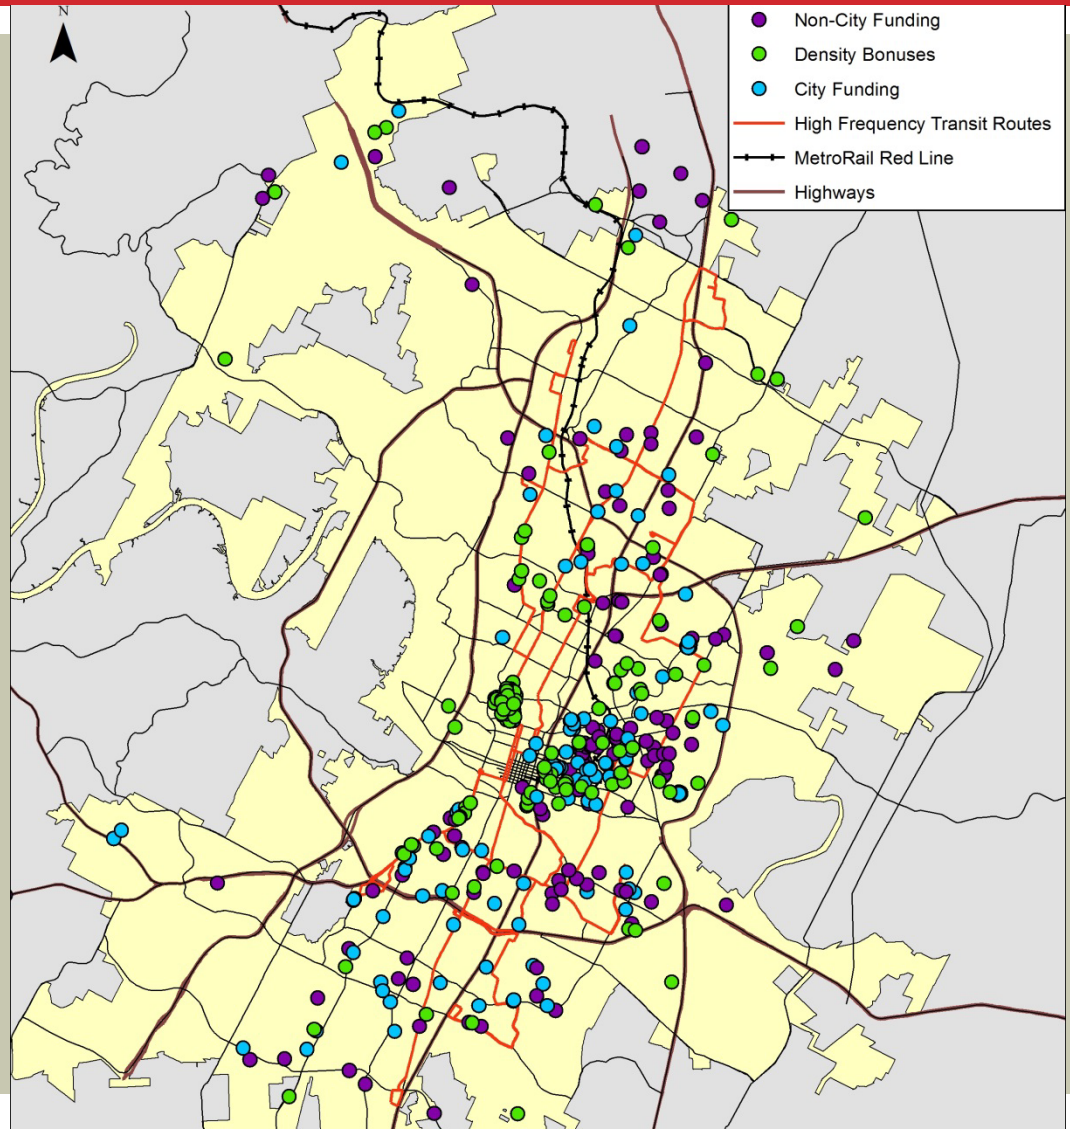 N
Non-City Funding
Density Bonuses
City Funding
High Frequency Transit Routes
MetroRail Red Line
Highways